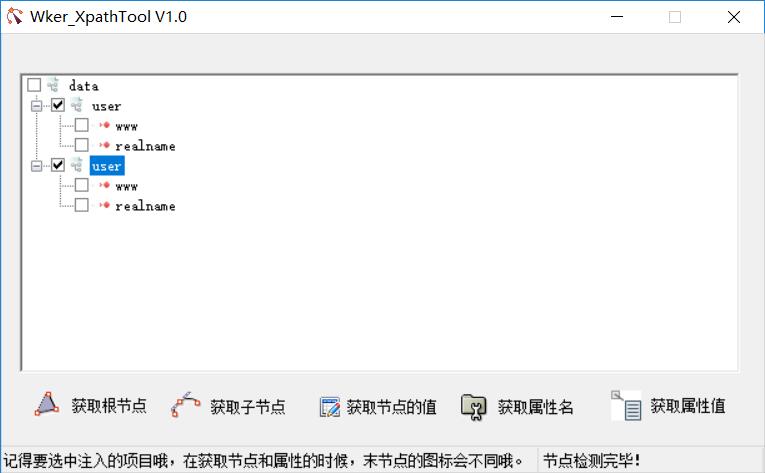 Wker_XpathTool V1.0
data
user
www
realname
user
www
realname
获取根节点 获取子节点 获取节点的值 获取属性名 获取属性值
记得要选中注入的项目哦，在获取节点和属性的时候，末节点的图标会不同哦。 节点检测完毕!